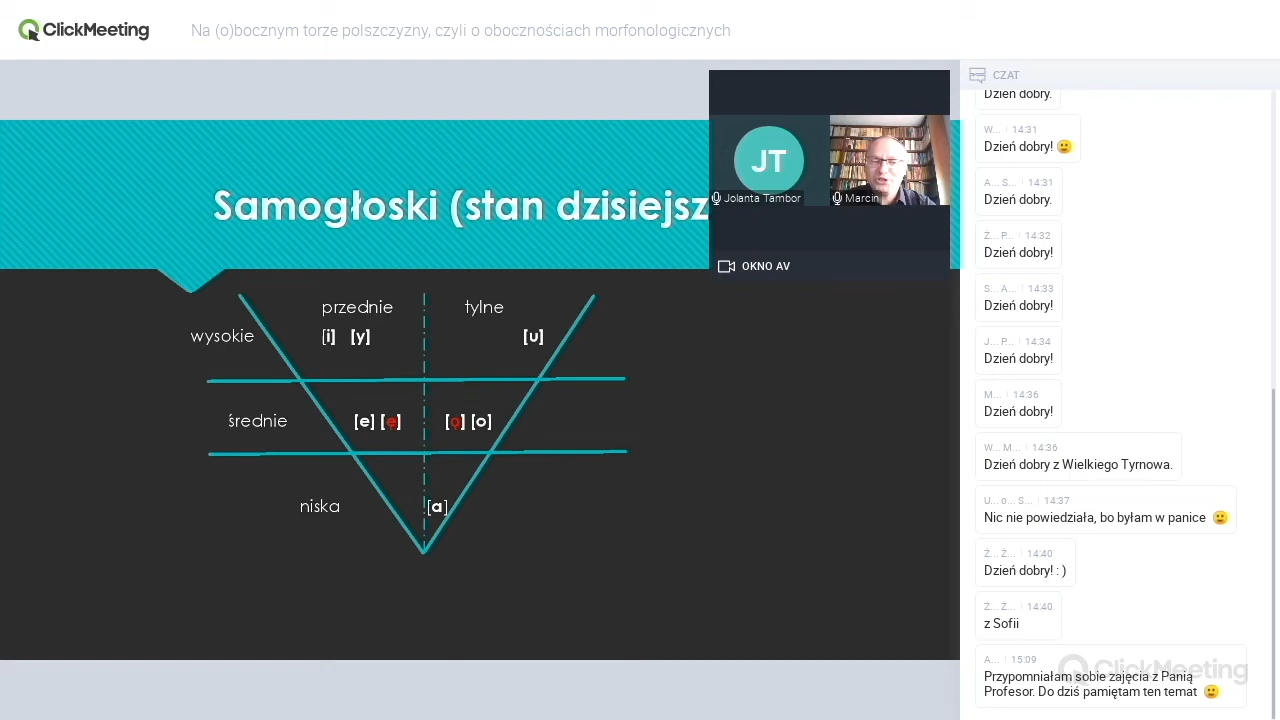 ClickMeeting
Na (o)bocznym torze polszczyzny, czyli o obocznościach morfonologicznych
CZAT
Samogłoski (stan dzisiejsz
JT
Jolanta Tambor
Marcin
OKNO AV
przednie
tylne
wysokie
[i] [y]
[u]
średnie
[e] [ę]
[ǫ] [o]
niska
[a]
Dzień dobry.
W... 14:31
Dzień dobry! 🙂
A... S... 14:31
Dzień dobry.
Ż... P... 14:32
Dzień dobry!
S... A... 14:33
Dzień dobry!
J... P... 14:34
Dzień dobry!
M... 14:36
Dzień dobry!
W... M... 14:36
Dzień dobry z Wielkiego Tyrnowa.
U... o... S... 14:37
Nic nie powiedziała, bo byłam w panice 🙂
Ż... Ż... 14:40
Dzień dobry! : )
Ż... Ż... 14:40
z Sofii
A... 15:09
Przypomniałam sobie zajęcia z Panią
Profesor. Do dziś pamiętam ten temat 🙂
ClickMeeting